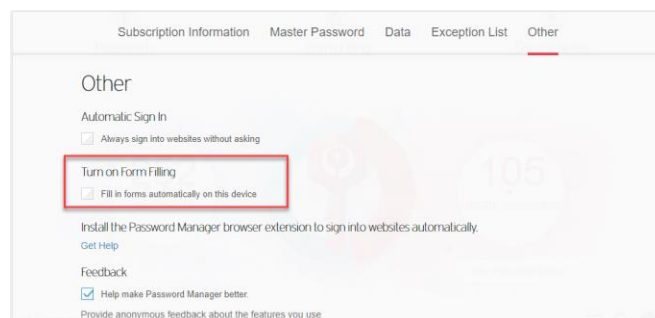 Subscription Information Master Password Data Exception List Other
Other
Automatic Sign In
Always sign into websites without asking
Turn on Form Filling
Fill in forms automatically on this device
105
Install the Password Manager browser extension to sign into websites automatically.
Get Help
Feedback
Help make Password Manager better.
Provide anonymous feedback about the features you use